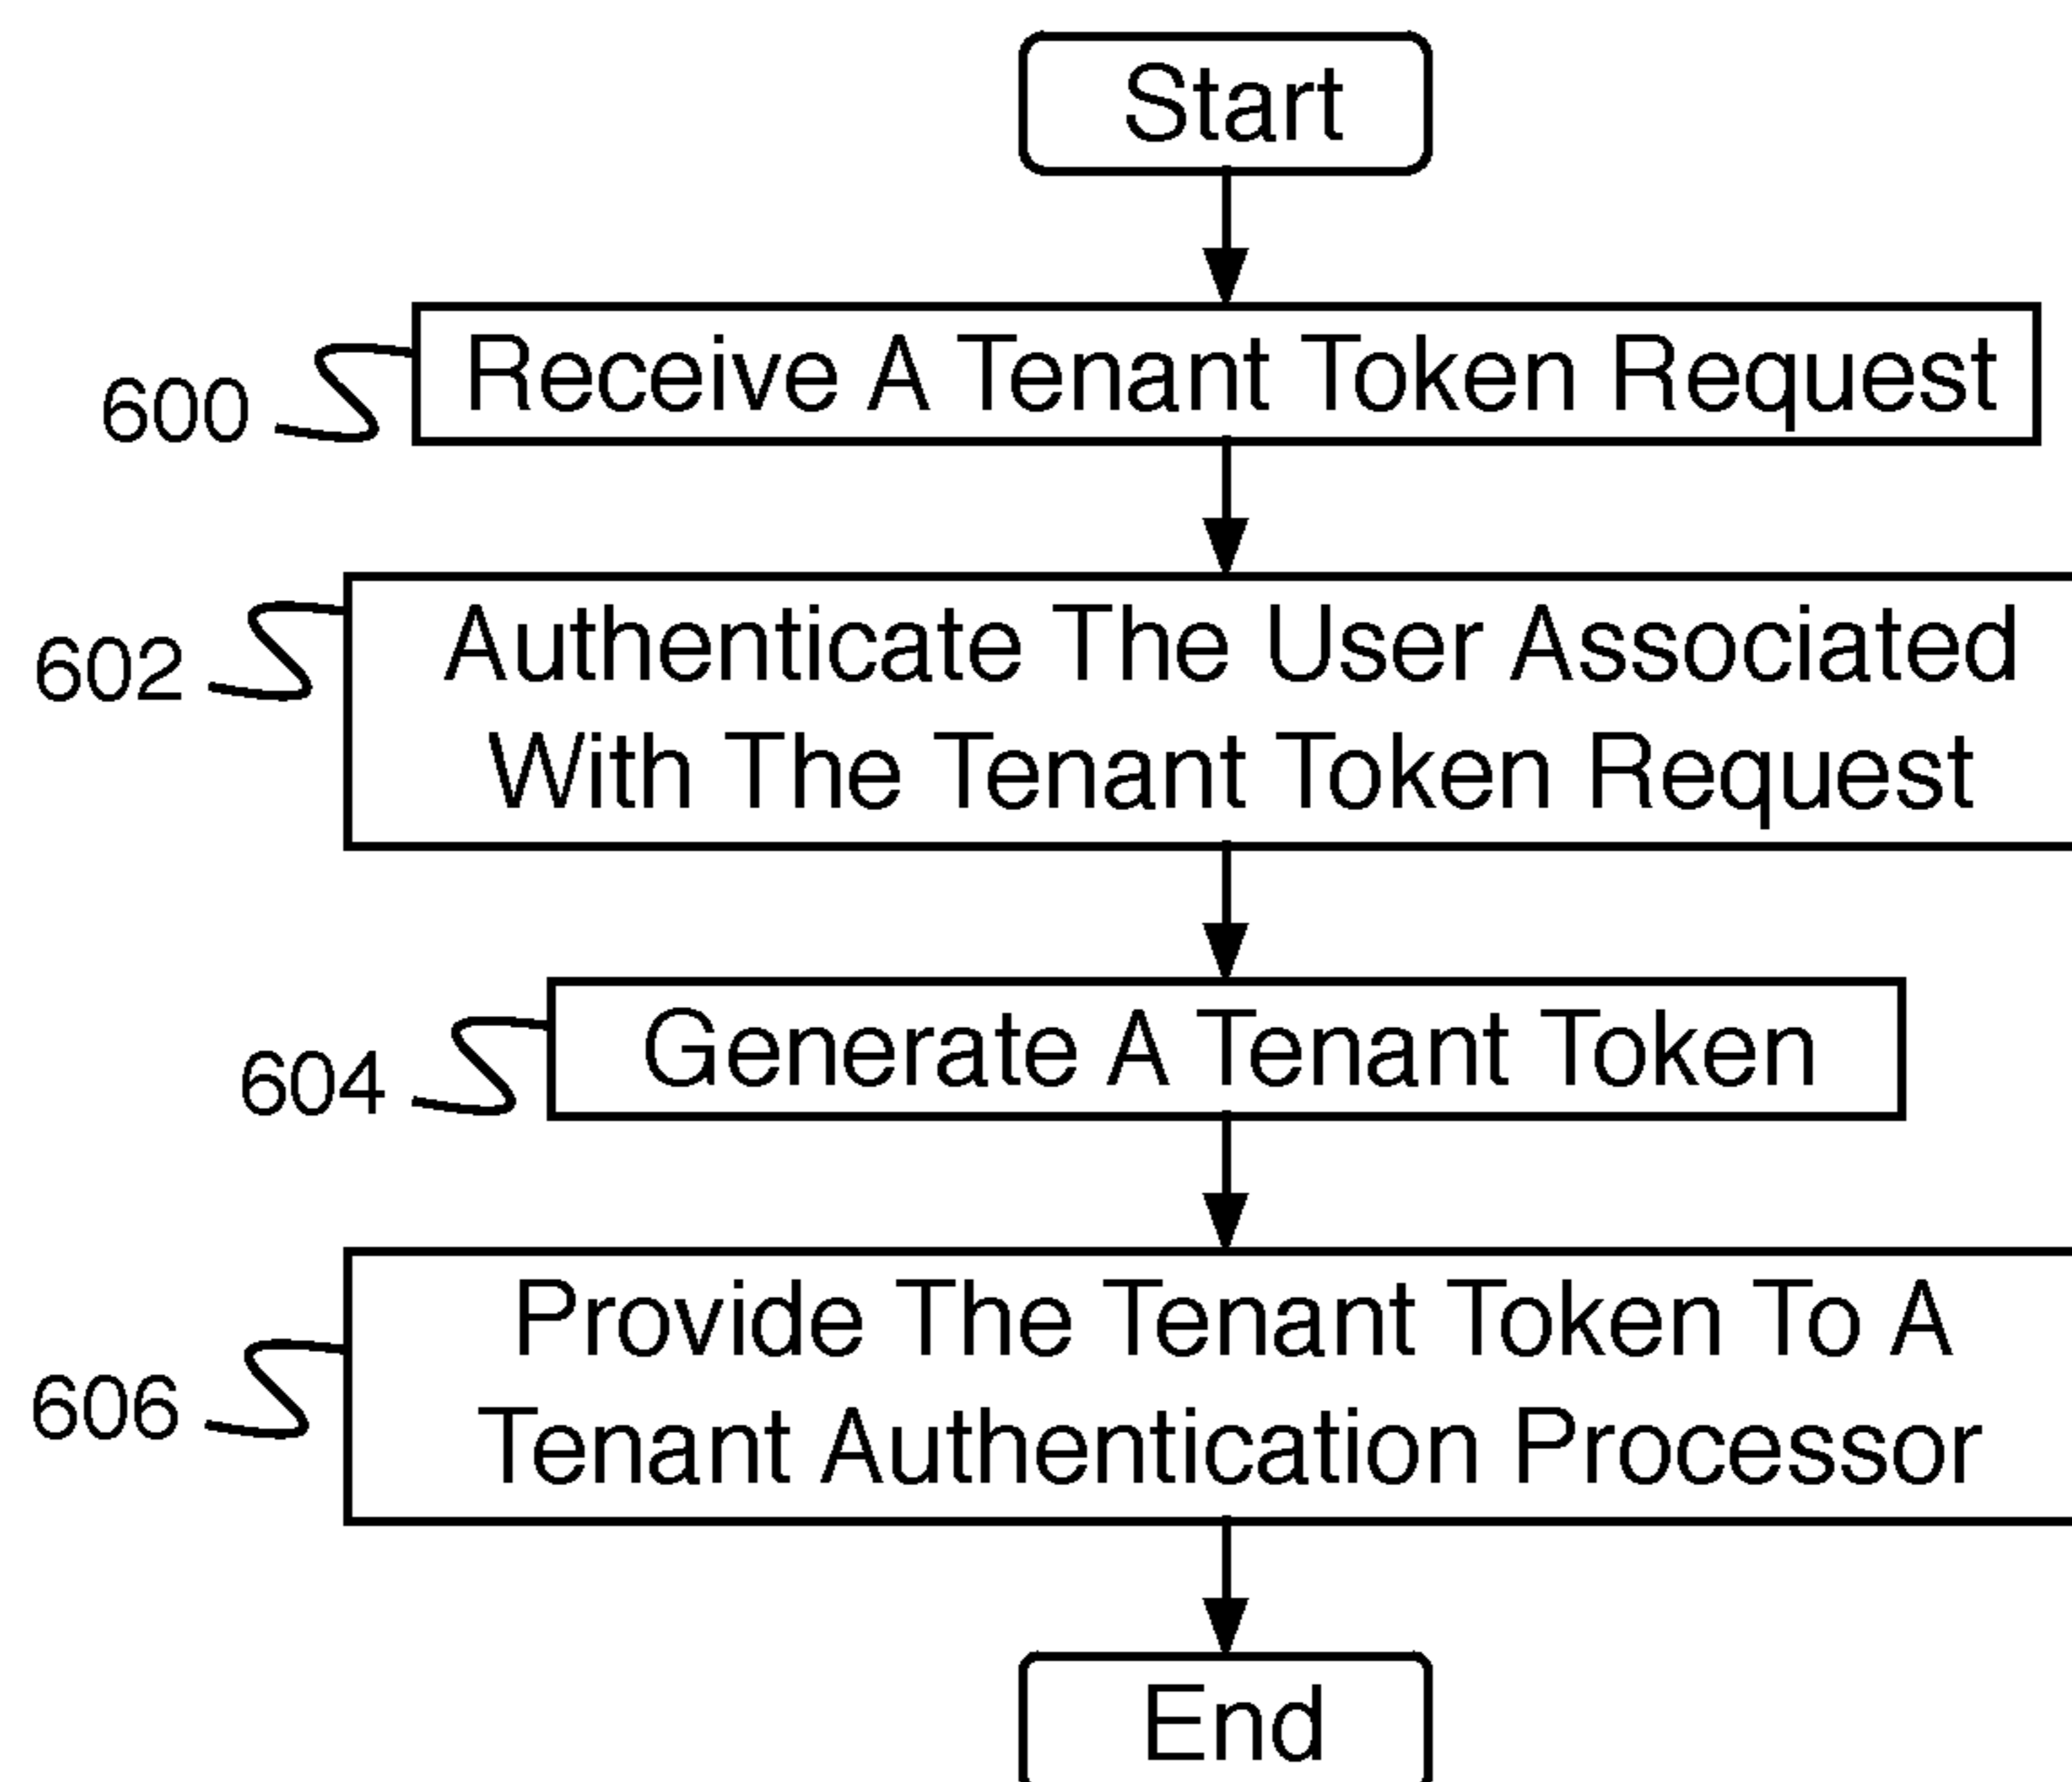 Start
600
Receive A Tenant Token Request
602
Authenticate The User Associated
With The Tenant Token Request
604
Generate A Tenant Token
606
Provide The Tenant Token To A
Tenant Authentication Processor
End